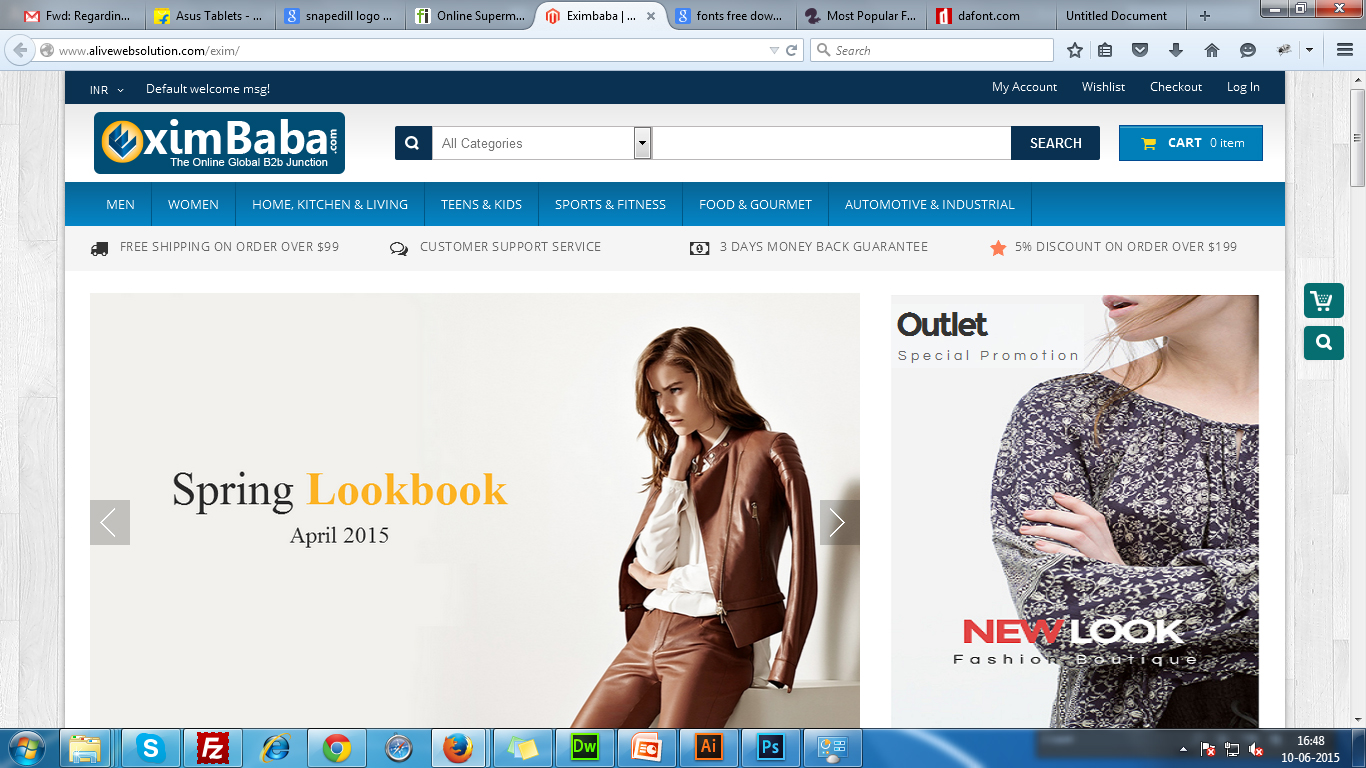 Fwd: Regardin...
Asus Tablets - ...
snapedill logo ...
Online Superm...
Eximbaba | ...
fonts free dow...
Most Popular F...
dafont.com
Untitled Document
www.alivewebsolution.com/exim/
Search
INR
Default welcome msg!
My Account
Wishlist
Checkout
Log In
EximBaba.com
The Online Global B2b Junction
All Categories
SEARCH
CART 0 item
MEN
WOMEN
HOME, KITCHEN & LIVING
TEENS & KIDS
SPORTS & FITNESS
FOOD & GOURMET
AUTOMOTIVE & INDUSTRIAL
FREE SHIPPING ON ORDER OVER $99
CUSTOMER SUPPORT SERVICE
3 DAYS MONEY BACK GUARANTEE
5% DISCOUNT ON ORDER OVER $199
Spring Lookbook
April 2015
Outlet
Special Promotion
NEW LOOK
Fashion Boutique
Dw
Ai
Ps
16:48
10-06-2015